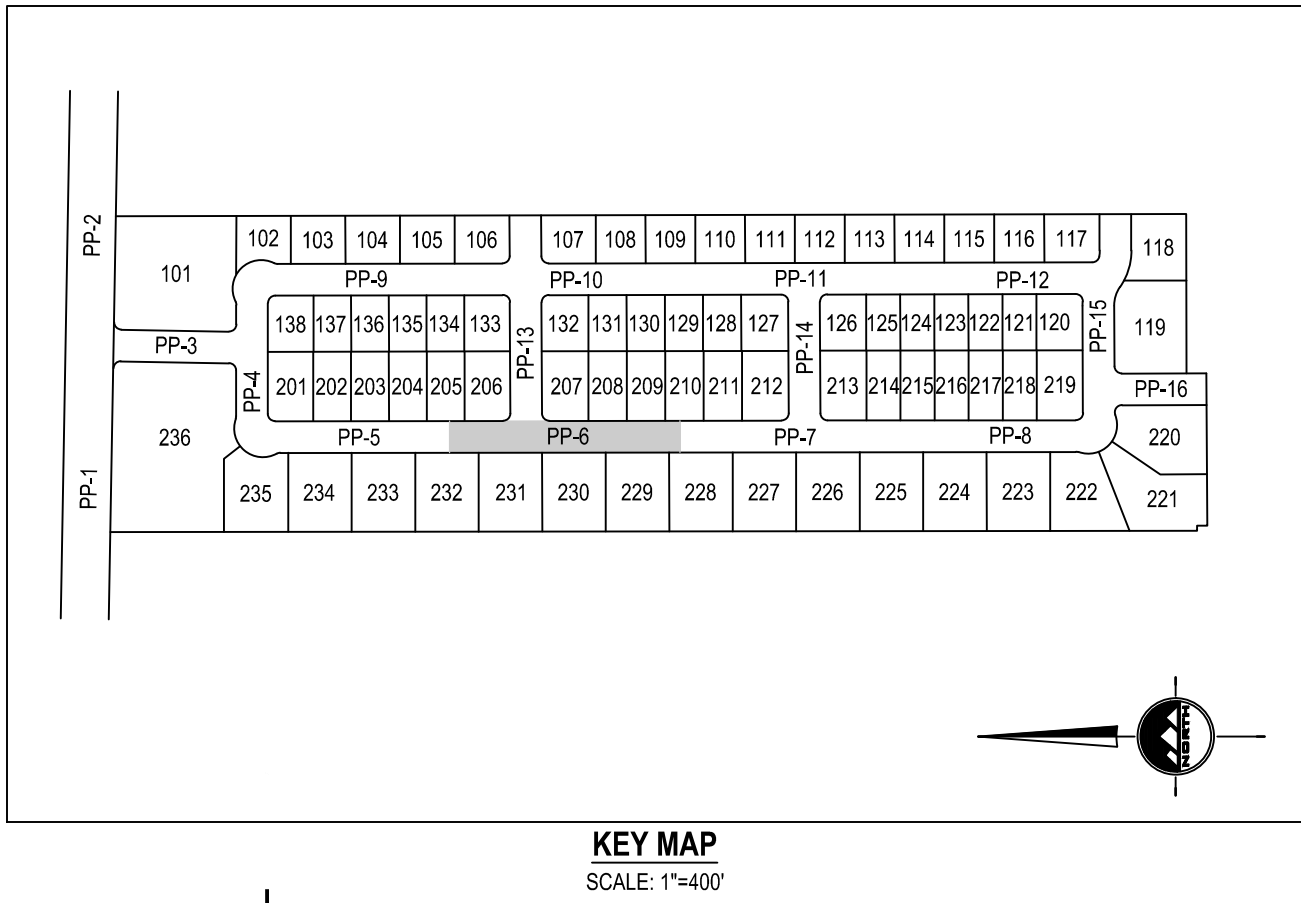 PP-2
102 103 104 105 106 107 108 109 110 111 112 113 114 115 116 117 118
101
PP-9 PP-10 PP-11 PP-12
138 137 136 135 134 133 PP-13 132 131 130 129 128 127 PP-14 126 125 124 123 122 121 120 PP-15 119
PP-3
PP-4 201 202 203 204 205 206 207 208 209 210 211 212 213 214 215 216 217 218 219 PP-16
236 PP-5 PP-6 PP-7 PP-8 220
PP-1
235 234 233 232 231 230 229 228 227 226 225 224 223 222 221
NORTH
KEY MAP
SCALE: 1"=400'